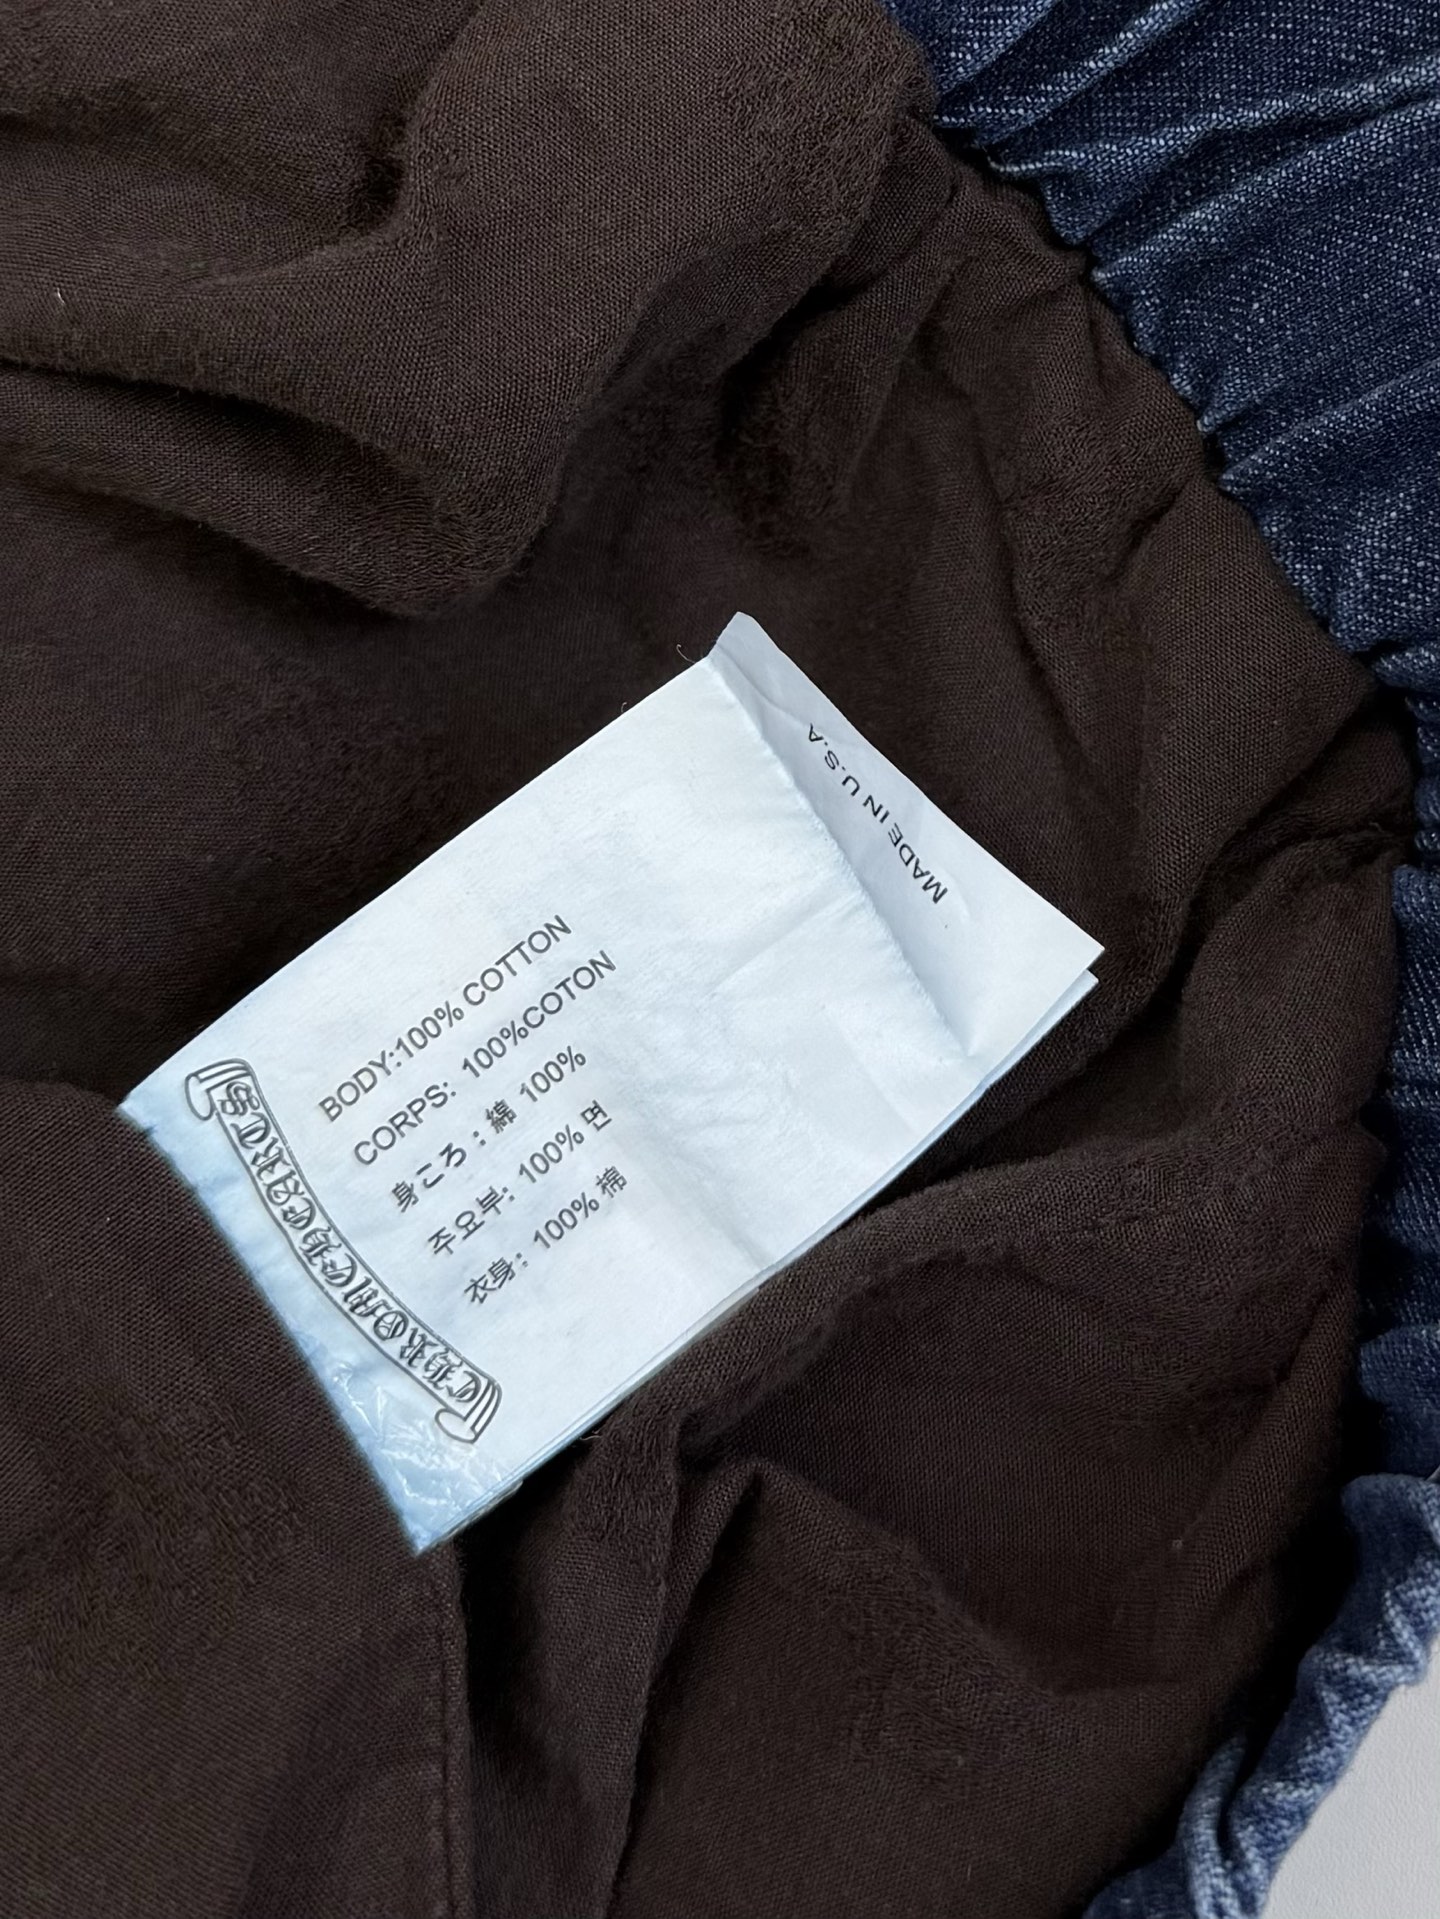 MADE IN U.S.A
BODY:100% COTTON
CORPS: 100%COTON
身ころ : 綿 100%
주요부: 100% 면
衣身: 100% 棉
CHROME HEARTS